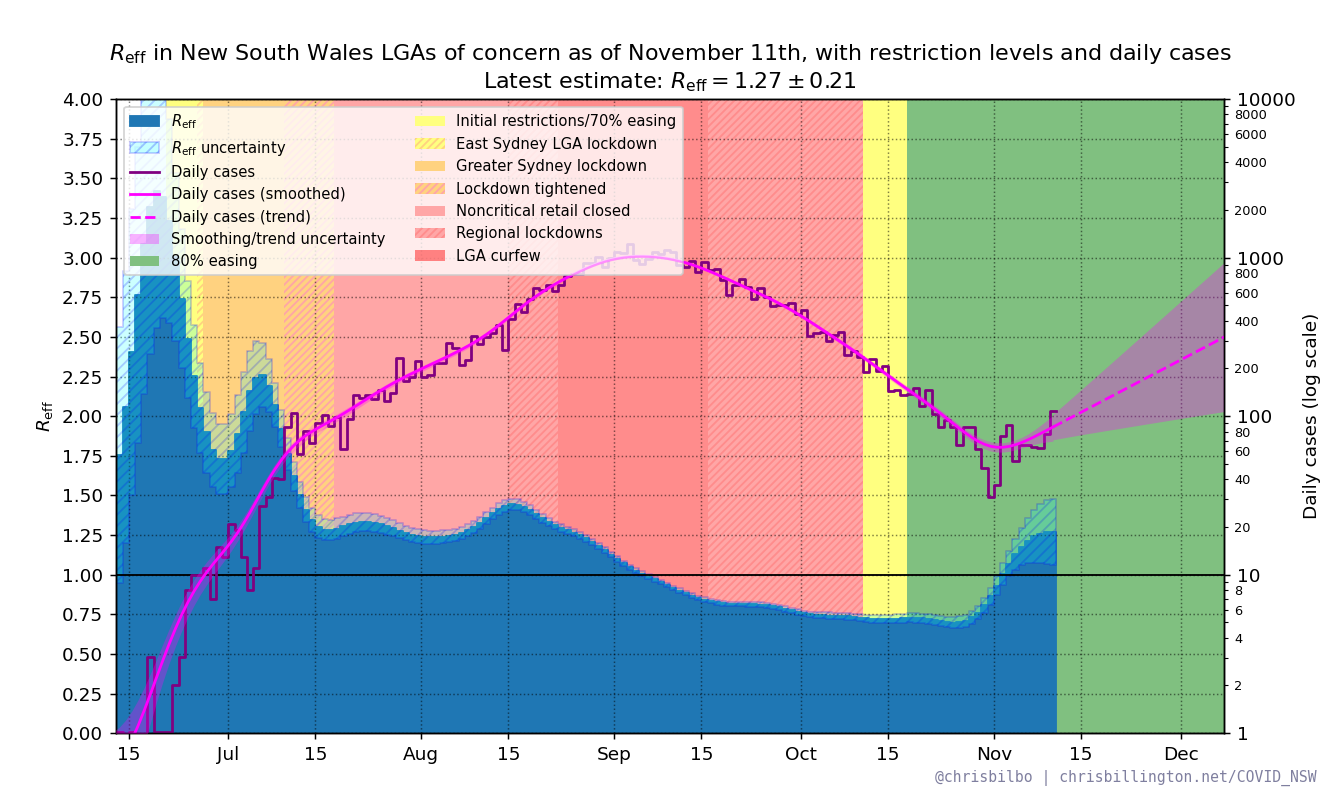 Reff in New South Wales LGAs of concern as of November 11th, with restriction levels and daily cases
Latest estimate: Reff = 1.27 ± 0.21
Reff
Reff uncertainty
Daily cases
Daily cases (smoothed)
Daily cases (trend)
Smoothing/trend uncertainty
80% easing
Initial restrictions/70% easing
East Sydney LGA lockdown
Greater Sydney lockdown
Lockdown tightened
Noncritical retail closed
Regional lockdowns
LGA curfew
Reff
4.00
3.75
3.50
3.25
3.00
2.75
2.50
2.25
2.00
1.75
1.50
1.25
1.00
0.75
0.50
0.25
0.00
10000
8000
6000
4000
2000
1000
800
600
400
200
100
80
60
40
20
10
8
6
4
2
1
Daily cases (log scale)
15 Jul 15 Aug 15 Sep 15 Oct 15 Nov 15 Dec
@chrisbilbo | chrisbillington.net/COVID_NSW